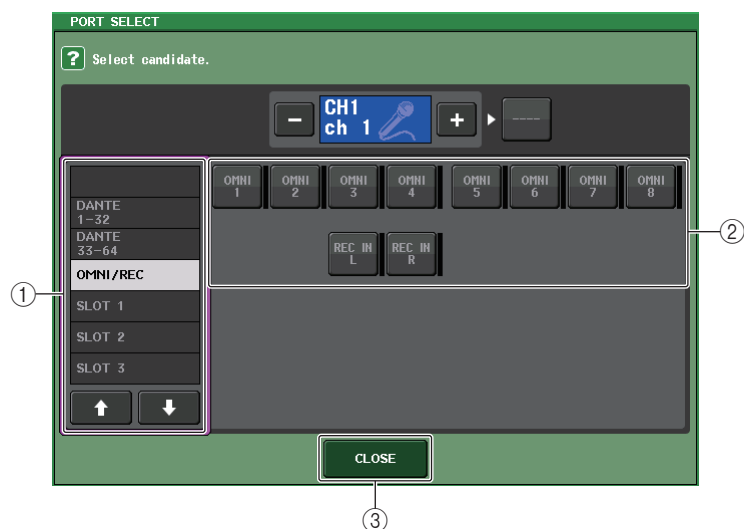 PORT SELECT
? Select candidate.
CH1
ch 1
----
DANTE
1-32
DANTE
33-64
OMNI/REC
SLOT 1
SLOT 2
SLOT 3
OMNI
1
OMNI
2
OMNI
3
OMNI
4
OMNI
5
OMNI
6
OMNI
7
OMNI
8
REC IN
L
REC IN
R
CLOSE
①
②
③